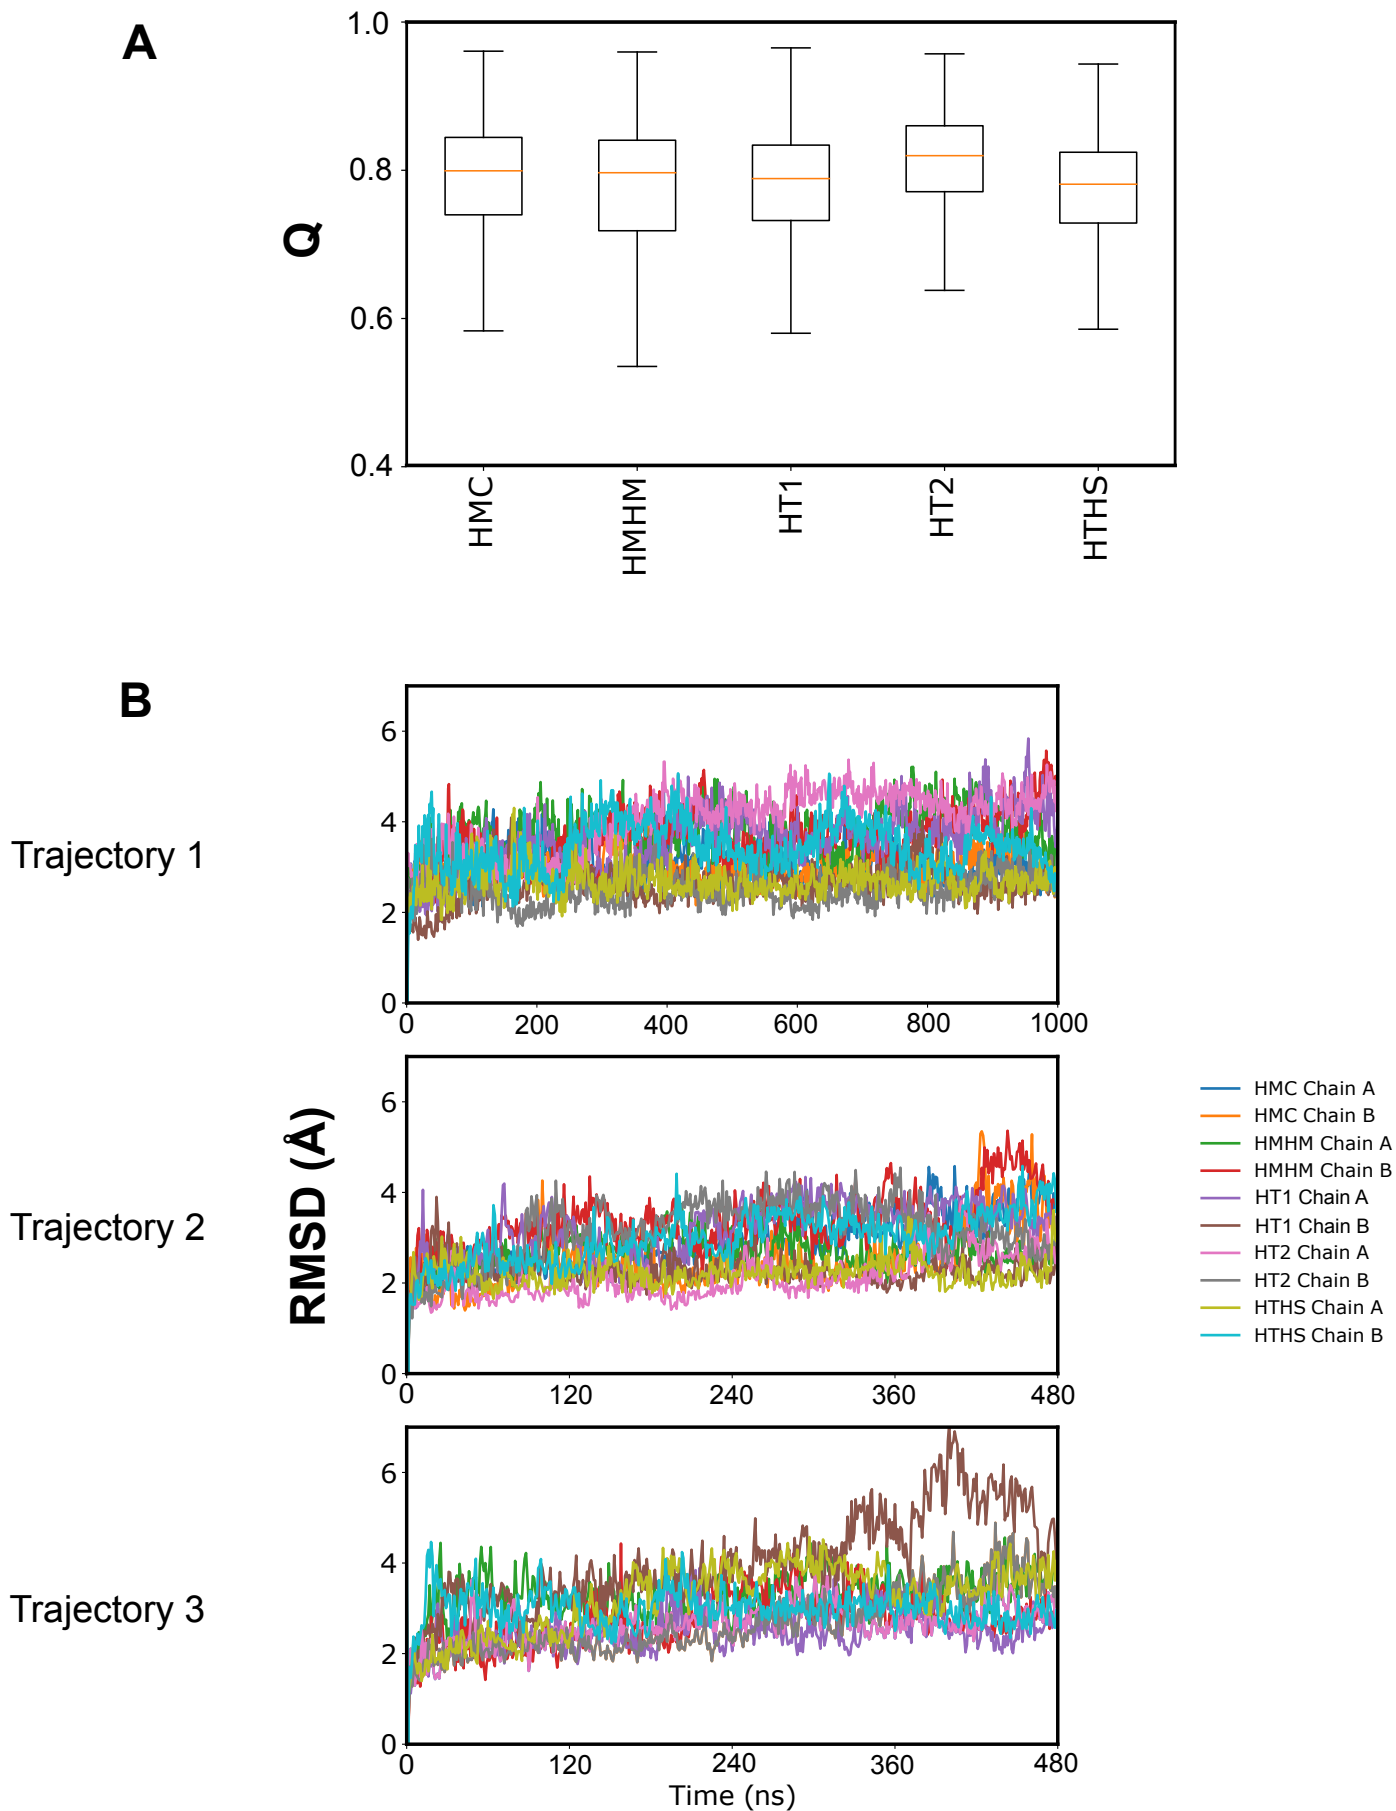 A
1.0
0.8
0.6
0.4
Q
HMC
HMHM
HT1
HT2
HTHS
B
Trajectory 1
6
4
2
0
0 200 400 600 800 1000
Trajectory 2
RMSD (Å)
6
4
2
0
0 120 240 360 480
HMC Chain A
HMC Chain B
HMHM Chain A
HMHM Chain B
HT1 Chain A
HT1 Chain B
HT2 Chain A
HT2 Chain B
HTHS Chain A
HTHS Chain B
Trajectory 3
6
4
2
0
0 120 240 360 480
Time (ns)